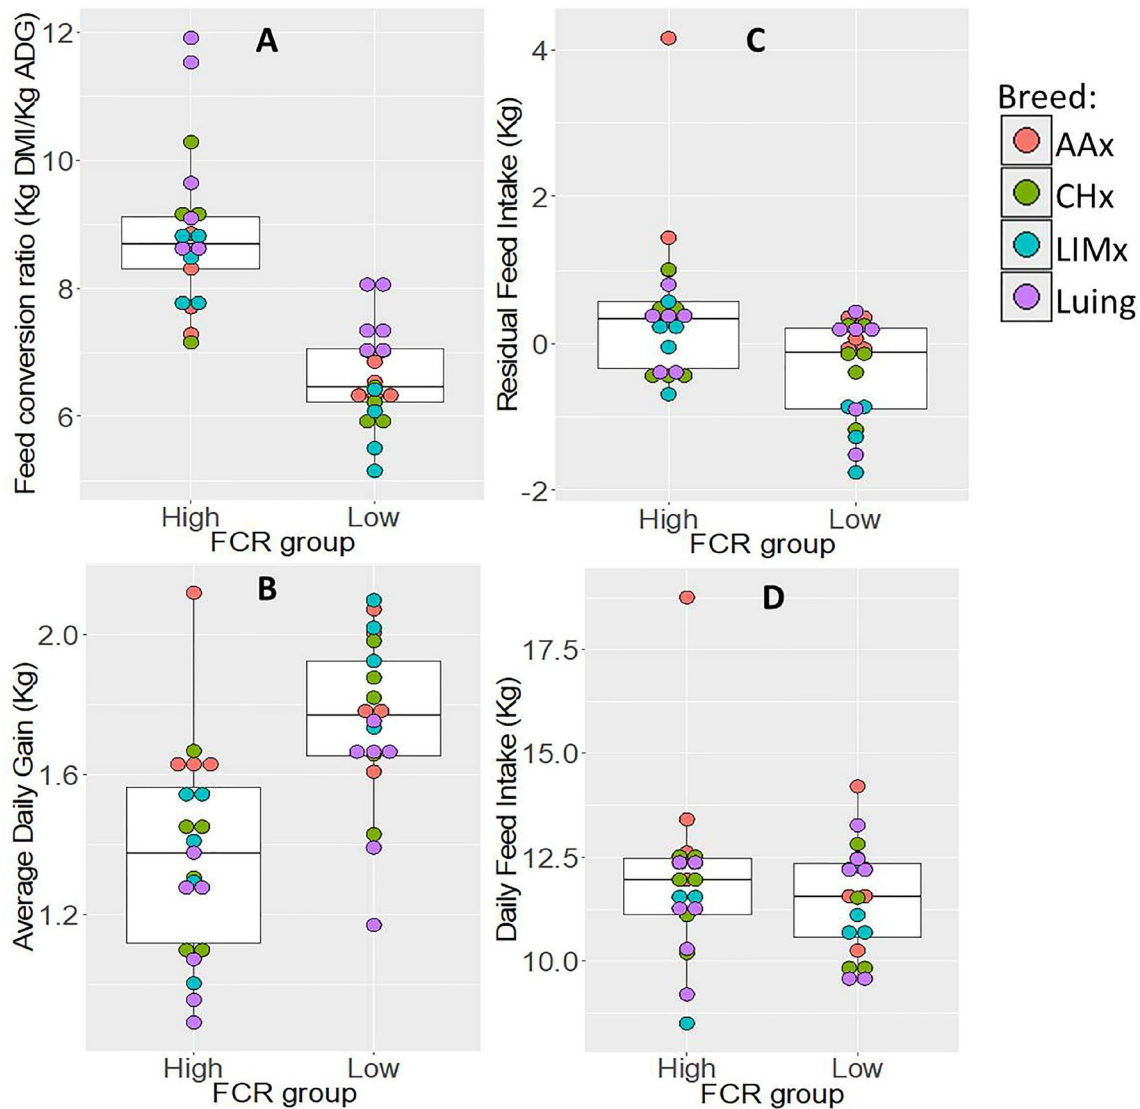 A
Feed conversion ratio (Kg DMI/Kg ADG)
12
10
8
6
High Low
FCR group
C
Residual Feed Intake (Kg)
4
2
0
-2
High Low
FCR group
Breed:
AAx
CHx
LIMx
Luing
B
Average Daily Gain (Kg)
2.0
1.6
1.2
High Low
FCR group
D
Daily Feed Intake (Kg)
17.5
15.0
12.5
10.0
High Low
FCR group